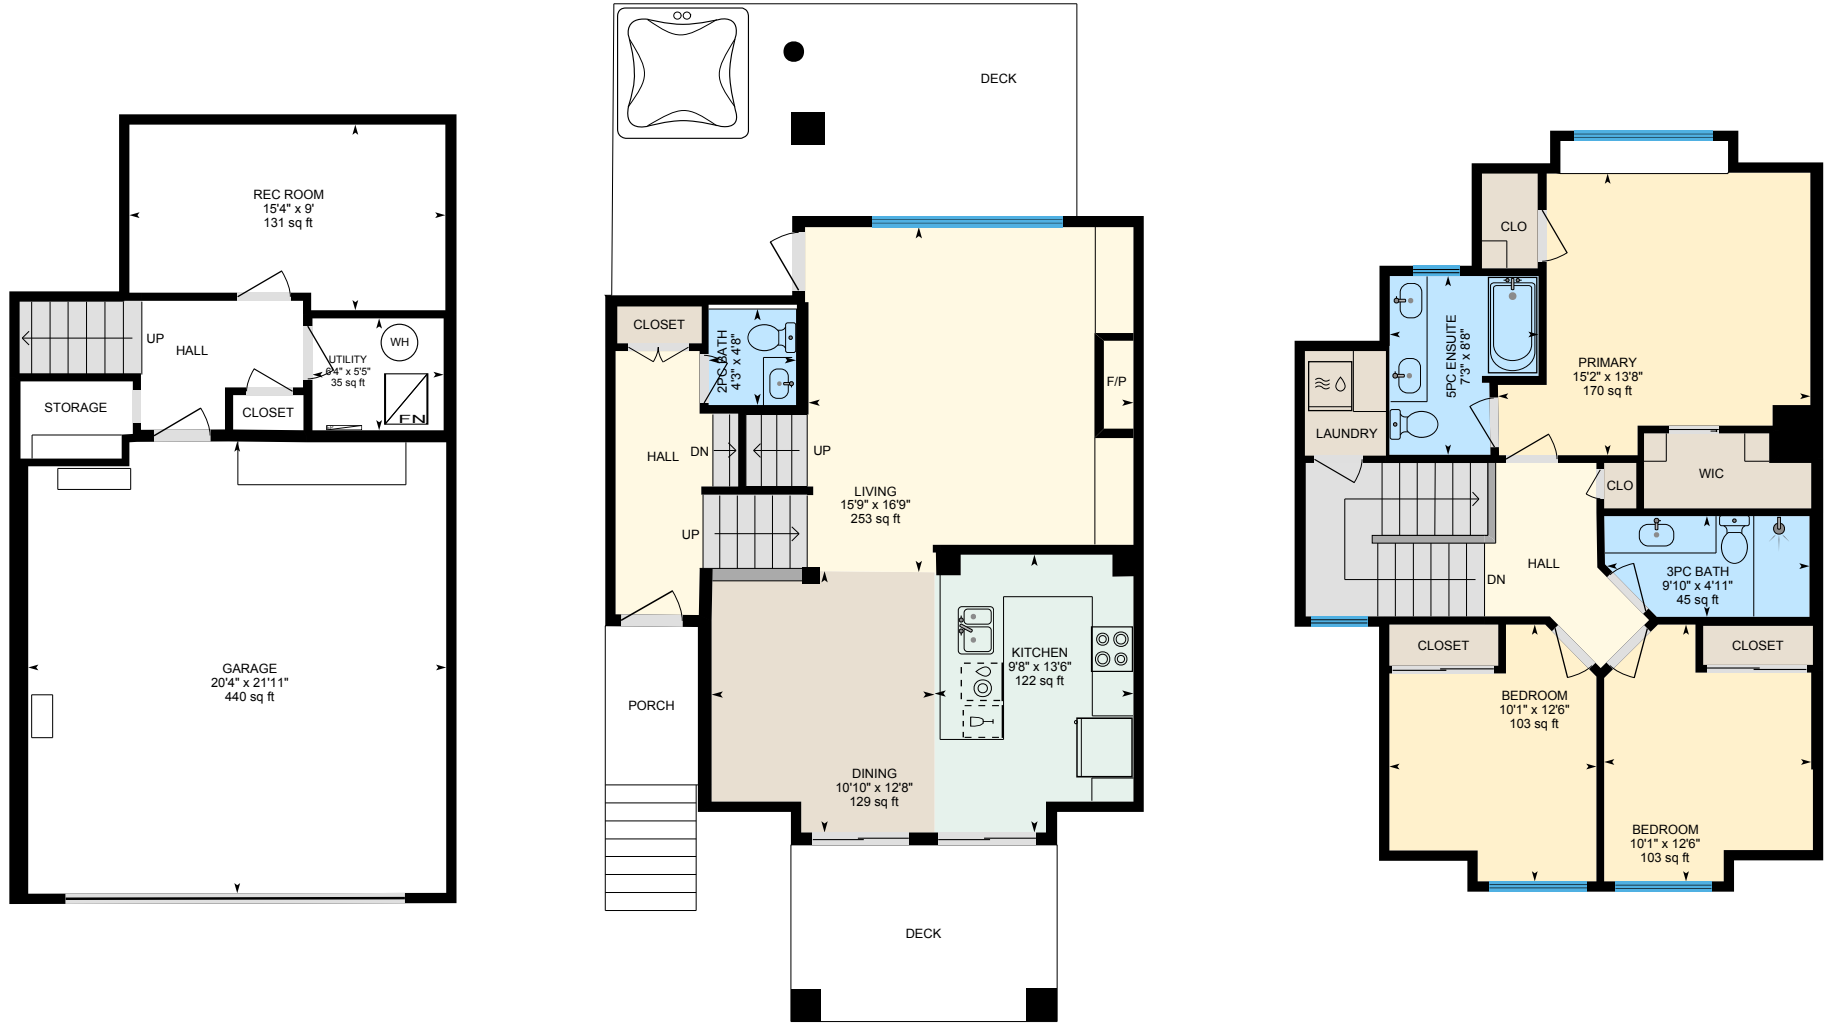 REC ROOM
15'4" x 9'
131 sq ft
UP
HALL
UTILITY
6'4" x 5'5"
35 sq ft
WH
FN
STORAGE
CLOSET
GARAGE
20'4" x 21'11"
440 sq ft
DECK
CLOSET
2PC BATH
4'3" x 4'8"
F/P
HALL
DN
UP
UP
LIVING
15'9" x 16'9"
253 sq ft
KITCHEN
9'8" x 13'6"
122 sq ft
PORCH
DINING
10'10" x 12'8"
129 sq ft
DECK
CLO
5PC ENSUITE
7'3" x 8'8"
PRIMARY
15'2" x 13'8"
170 sq ft
LAUNDRY
WIC
CLO
HALL
DN
3PC BATH
9'10" x 4'11"
45 sq ft
CLOSET
CLOSET
BEDROOM
10'1" x 12'6"
103 sq ft
BEDROOM
10'1" x 12'6"
103 sq ft